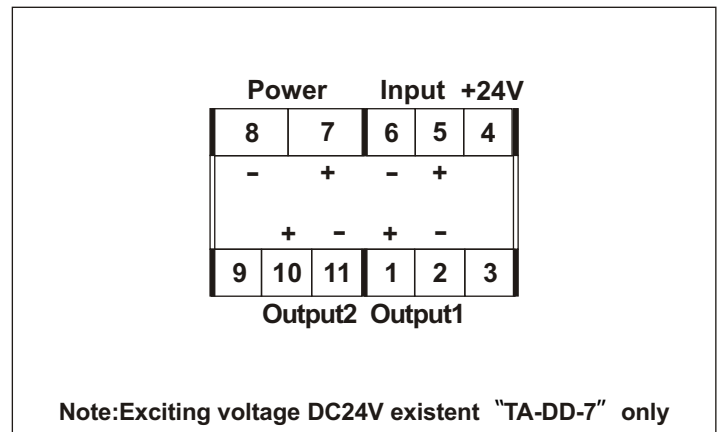 Power Input +24V
8 7 6 5 4
- + - +
+ - + -
9 10 11 1 2 3
Output2 Output1
Note:Exciting voltage DC24V existent "TA-DD-7" only